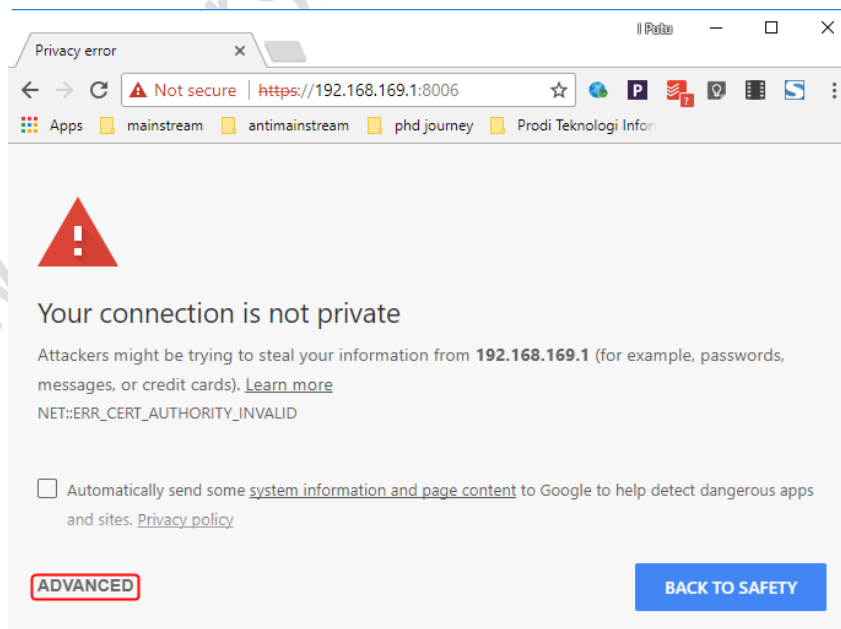 I Putu
Privacy error
Not secure | https://192.168.169.1:8006
Apps mainstream antimainstream phd journey Prodi Teknologi Infor
Your connection is not private
Attackers might be trying to steal your information from 192.168.169.1 (for example, passwords,
messages, or credit cards). Learn more
NET::ERR_CERT_AUTHORITY_INVALID
Automatically send some system information and page content to Google to help detect dangerous apps
and sites. Privacy policy
ADVANCED BACK TO SAFETY